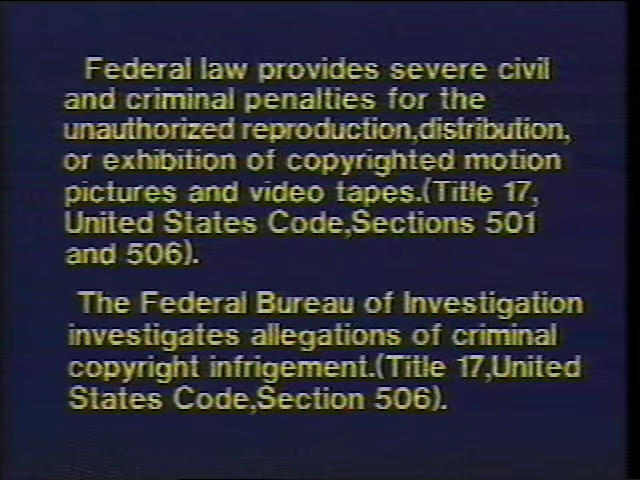 Federal law provides severe civil
and criminal penalties for the
unauthorized reproduction,distribution,
or exhibition of copyrighted motion
pictures and video tapes.(Title 17,
United States Code,Sections 501
and 506).
The Federal Bureau of Investigation
investigates allegations of criminal
copyright infrigement.(Title 17,United
States Code,Section 506).